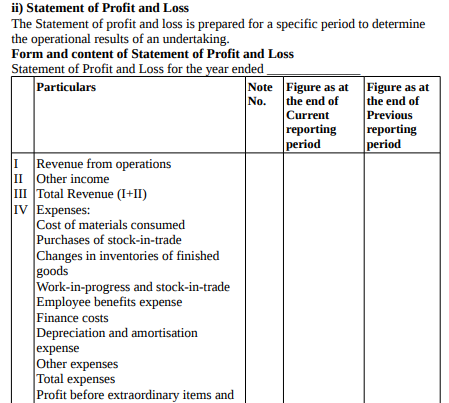 ii) Statement of Profit and Loss
The Statement of profit and loss is prepared for a specific period to determine
the operational results of an undertaking.
Form and content of Statement of Profit and Loss
Statement of Profit and Loss for the year ended ______________
Particulars
Note
No.
Figure as at
the end of
Current
reporting
period
Figure as at
the end of
Previous
reporting
period
I Revenue from operations
II Other income
III Total Revenue (I+II)
IV Expenses:
Cost of materials consumed
Purchases of stock-in-trade
Changes in inventories of finished
goods
Work-in-progress and stock-in-trade
Employee benefits expense
Finance costs
Depreciation and amortisation
expense
Other expenses
Total expenses
Profit before extraordinary items and